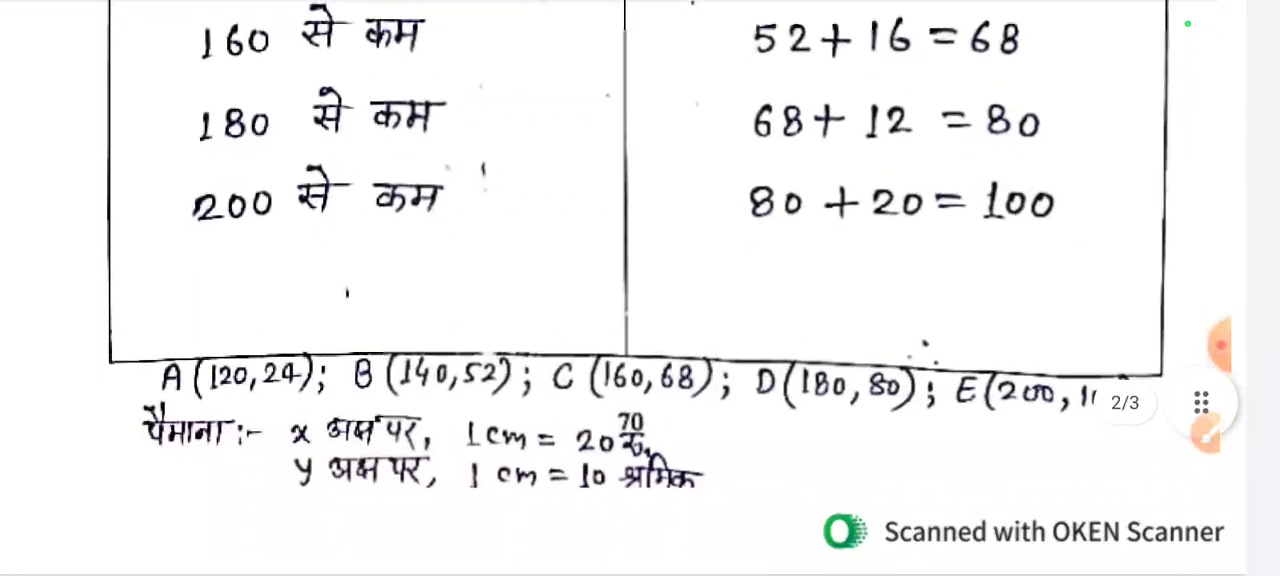 160 से कम 52+16=68
180 से कम 68+12=80
200 से कम 80+20=100
A(120,24); B(140,52); C(160,68); D(180,80); E(200,
2/3
पैमाना :- x अक्ष पर, 1cm = 20 रु.
70
y अक्ष पर, 1 cm = 10 श्रमिक
Scanned with OKEN Scanner